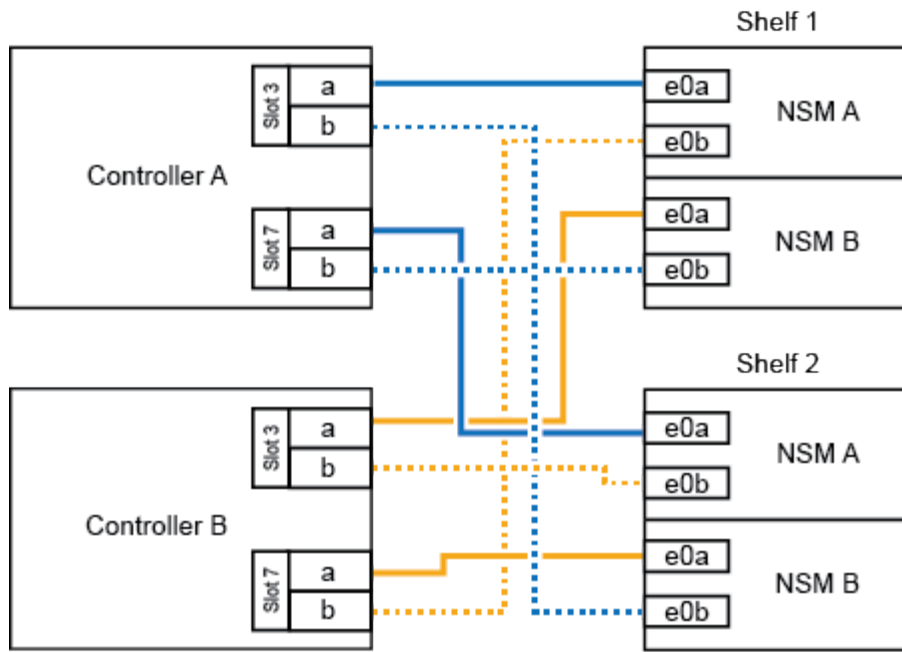 Shelf 1
Slot 3
a
b
Controller A
Slot 7
a
b
e0a
e0b
NSM A
e0a
e0b
NSM B
Shelf 2
Slot 3
a
b
Controller B
Slot 7
a
b
e0a
e0b
NSM A
e0a
e0b
NSM B